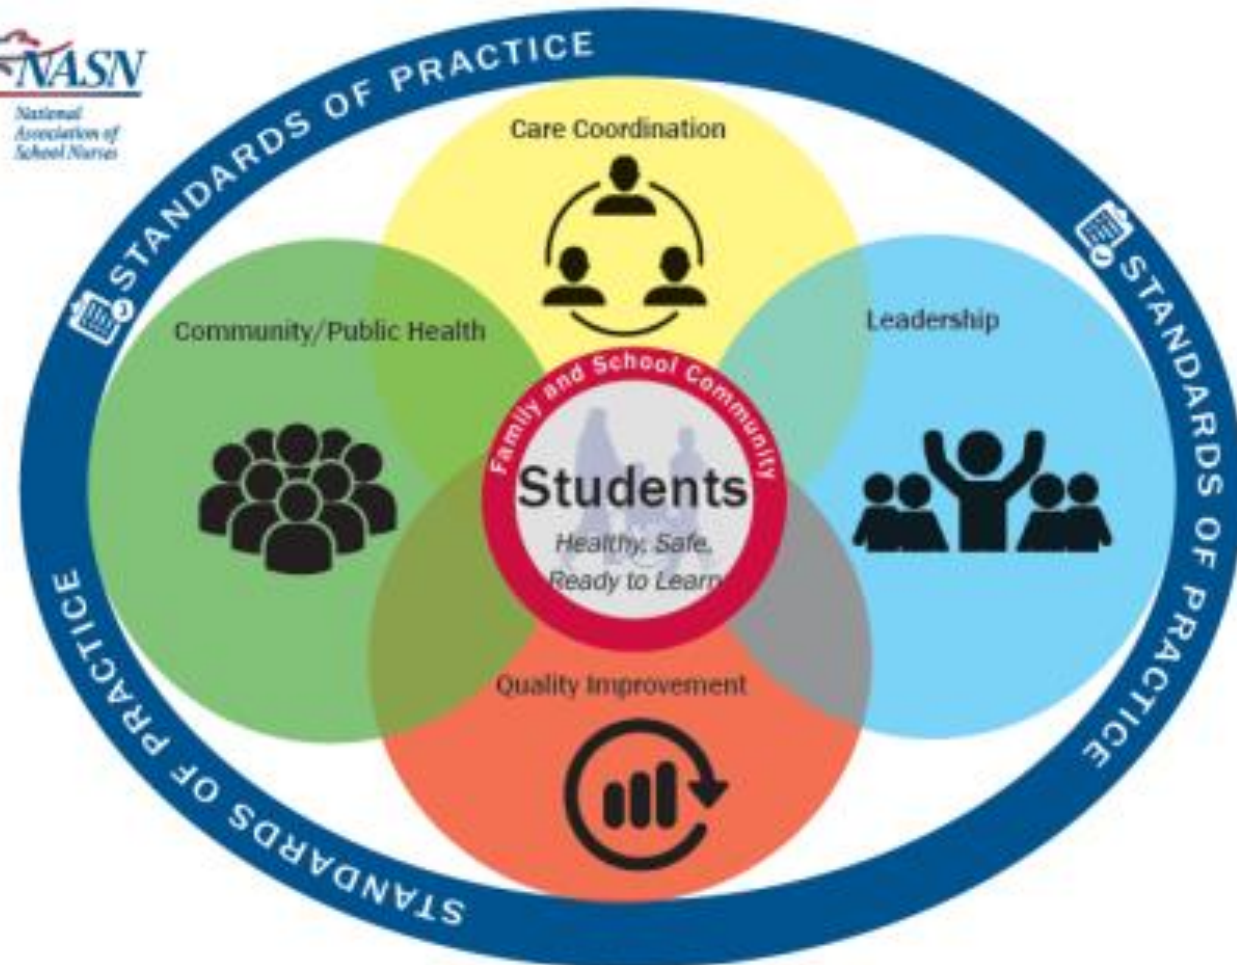 NASN
National
Association of
School Nurses
STANDARDS OF PRACTICE
STANDARDS OF PRACTICE
STANDARDS OF PRACTICE
Care Coordination
Community/Public Health
Leadership
Family and School Community
Students
Healthy, Safe,
Ready to Learn
Quality Improvement